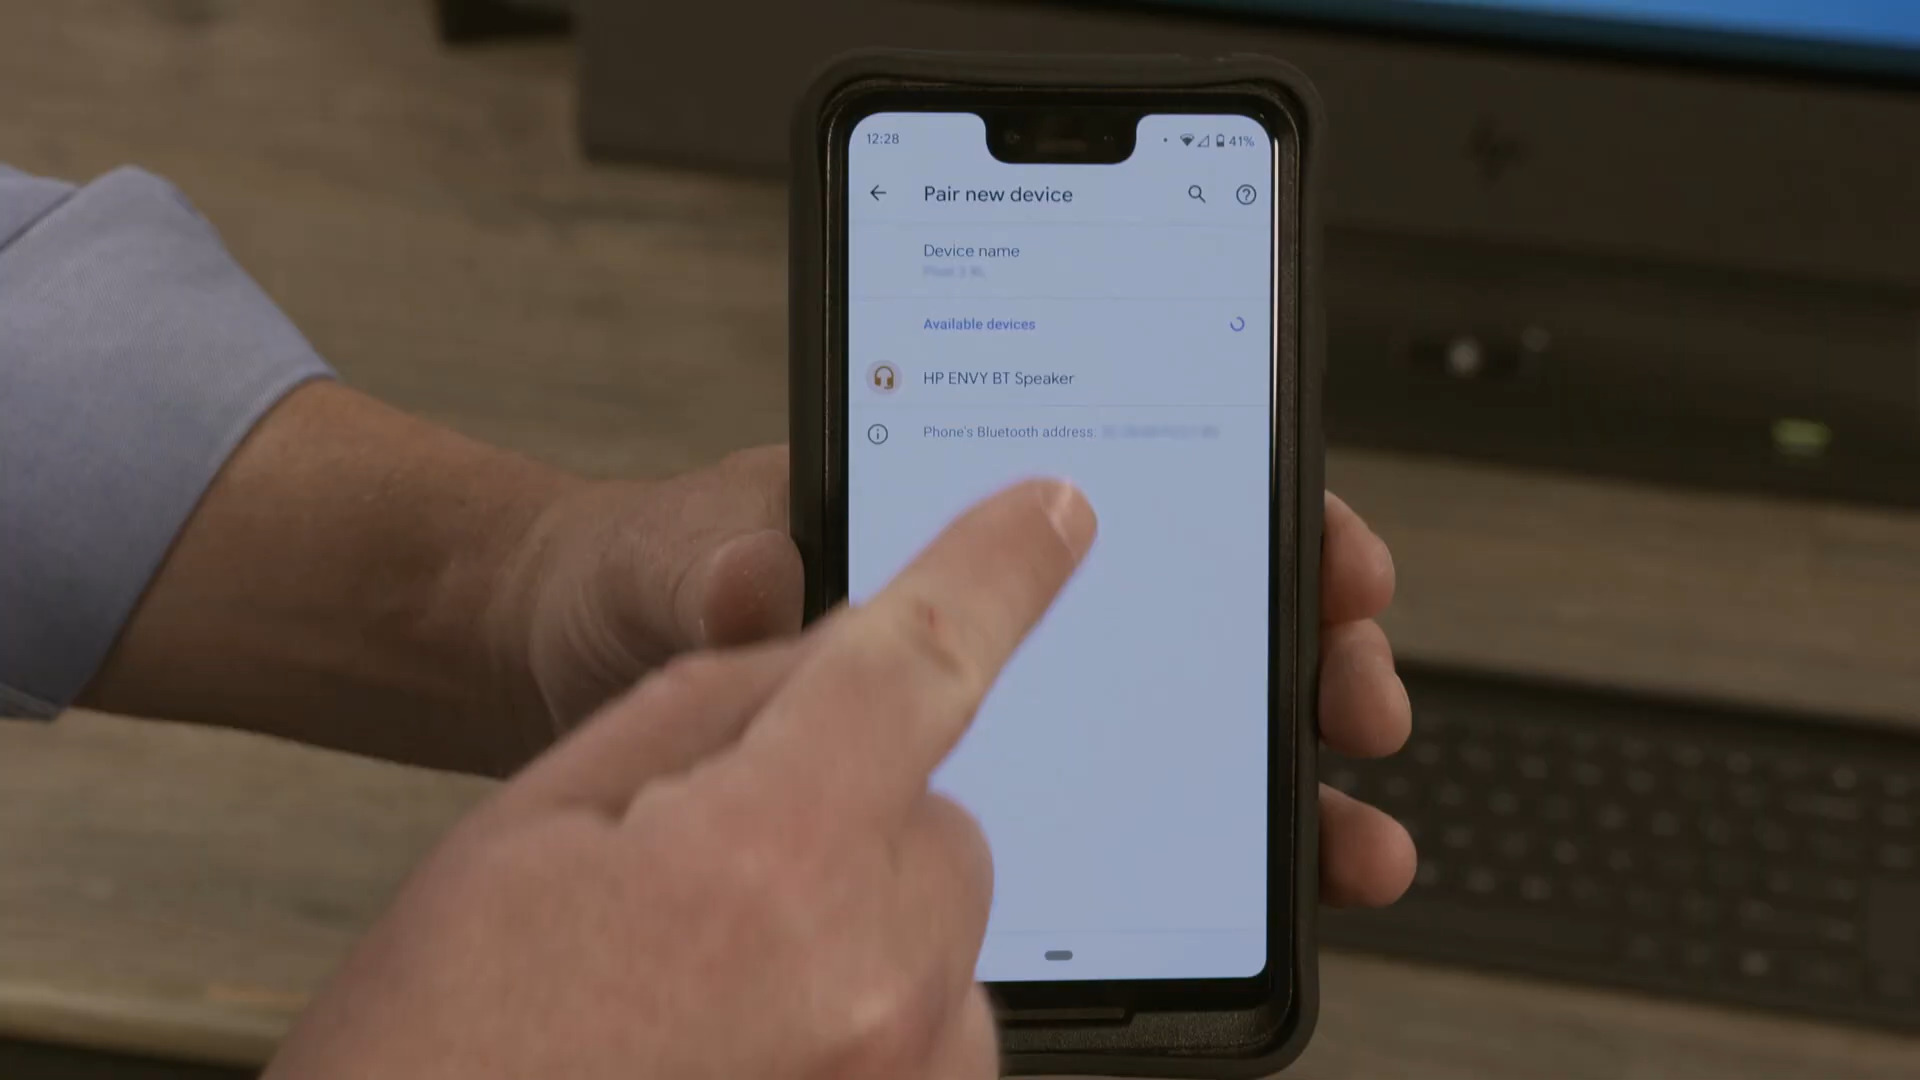 12:28
41%
Pair new device
Device name
Available devices
HP ENVY BT Speaker
Phone's Bluetooth address: